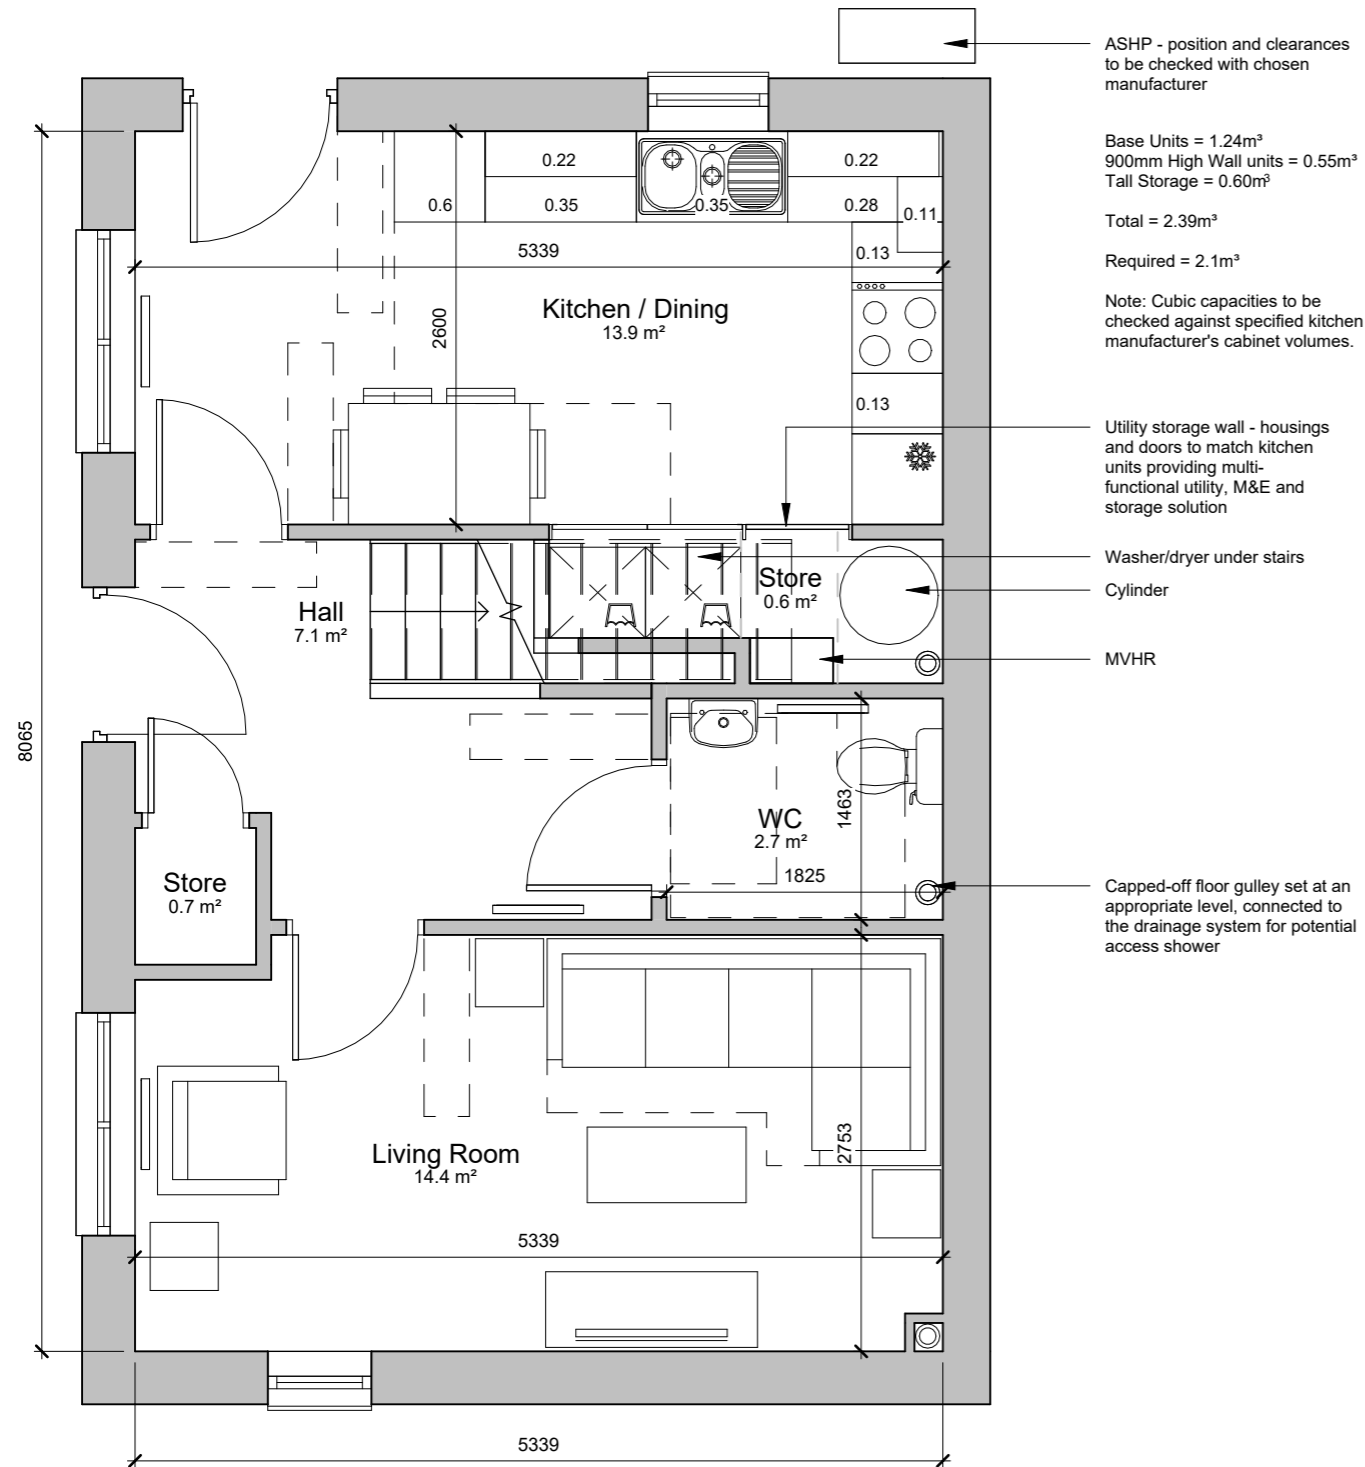 ASHP - position and clearances
to be checked with chosen
manufacturer
Base Units = 1.24m³
900mm High Wall units = 0.55m³
Tall Storage = 0.60m³
Total = 2.39m³
Required = 2.1m³
Note: Cubic capacities to be
checked against specified kitchen
manufacturer's cabinet volumes.
Utility storage wall - housings
and doors to match kitchen
units providing multi-
functional utility, M&E and
storage solution
Washer/dryer under stairs
Cylinder
MVHR
Capped-off floor gulley set at an
appropriate level, connected to
the drainage system for potential
access shower
0.22
0.22
0.6
0.35
0.35
0.28
0.11
5339
0.13
Kitchen / Dining
13.9 m²
2600
0.13
Store
0.6 m²
Hall
7.1 m²
8065
WC
2.7 m²
1463
1825
Store
0.7 m²
Living Room
14.4 m²
2753
5339
5339